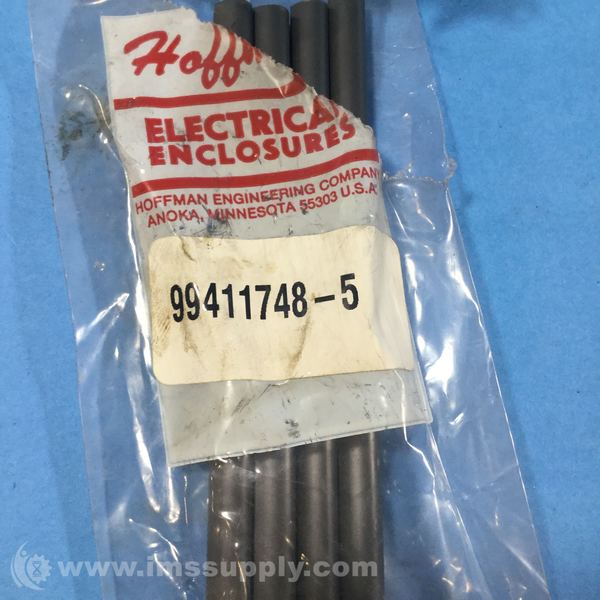 ELECTRICAL
ENCLOSURES
HOFFMAN ENGINEERING COMPANY
ANOKA, MINNESOTA 55303 U.S.A.
99411748-5
www.imssupply.com